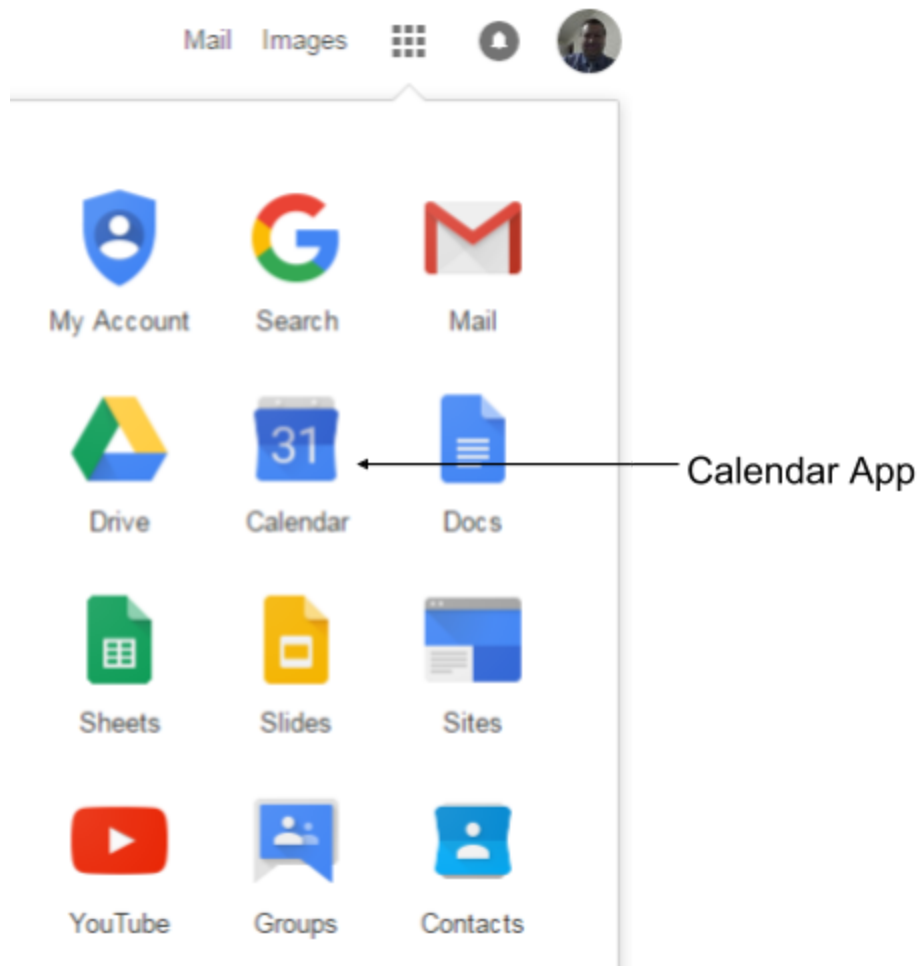 Mail Images
My Account Search Mail
31
Calendar App
Drive Calendar Docs
Sheets Slides Sites
YouTube Groups Contacts